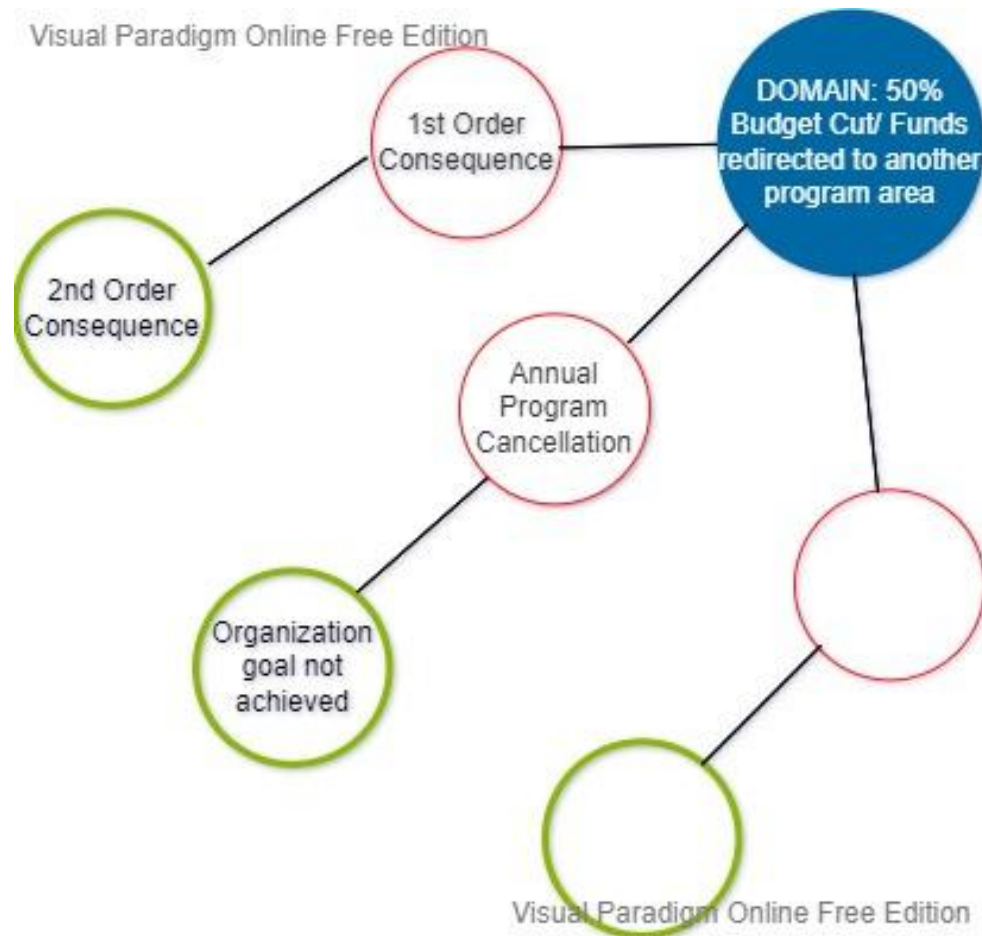 Visual Paradigm Online Free Edition
DOMAIN: 50%
Budget Cut/ Funds
redirected to another
program area
1st Order
Consequence
2nd Order
Consequence
Annual
Program
Cancellation
Organization
goal not
achieved
Visual Paradigm Online Free Edition